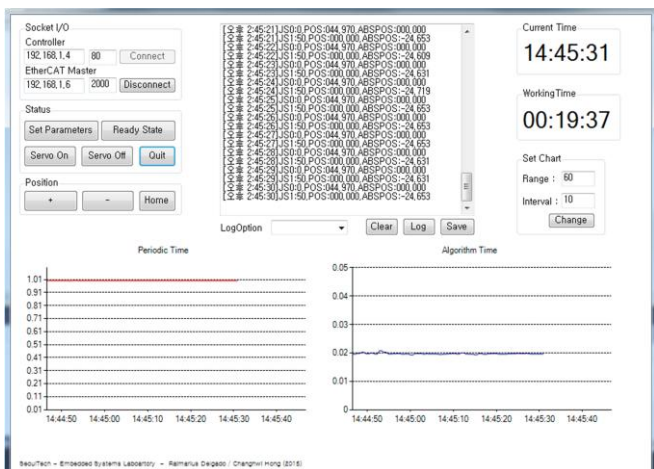 Socket I/O
Controller
192,168,1,4 80 Connect
EtherCAT Master
192,168,1,6 2000 Disconnect
Status
Set Parameters Ready State
Servo On Servo Off Quit
Position
+ - Home
[오후 2:45:21]JS0:0,POS:044,970,ABSPOS:000,000
[오후 2:45:21]JS1:50,POS:000,000,ABSPOS:-24,653
[오후 2:45:22]JS0:0,POS:044,970,ABSPOS:000,000
[오후 2:45:22]JS1:50,POS:000,000,ABSPOS:-24,609
[오후 2:45:23]JS0:0,POS:044,970,ABSPOS:000,000
[오후 2:45:23]JS1:50,POS:000,000,ABSPOS:-24,631
[오후 2:45:24]JS0:0,POS:044,970,ABSPOS:000,000
[오후 2:45:24]JS1:50,POS:000,000,ABSPOS:-24,719
[오후 2:45:25]JS0:0,POS:044,970,ABSPOS:000,000
[오후 2:45:25]JS1:50,POS:000,000,ABSPOS:-24,653
[오후 2:45:26]JS0:0,POS:044,970,ABSPOS:000,000
[오후 2:45:26]JS1:50,POS:000,000,ABSPOS:-24,653
[오후 2:45:27]JS0:0,POS:044,970,ABSPOS:000,000
[오후 2:45:27]JS1:50,POS:000,000,ABSPOS:-24,653
[오후 2:45:28]JS0:0,POS:044,970,ABSPOS:000,000
[오후 2:45:28]JS1:50,POS:000,000,ABSPOS:-24,631
[오후 2:45:29]JS0:0,POS:044,970,ABSPOS:000,000
[오후 2:45:29]JS1:50,POS:000,000,ABSPOS:-24,631
[오후 2:45:30]JS0:0,POS:044,970,ABSPOS:000,000
[오후 2:45:30]JS1:50,POS:000,000,ABSPOS:-24,653
LogOption Clear Log Save
Current Time
14:45:31
WorkingTime
00:19:37
Set Chart
Range : 60
Interval : 10
Change
Periodic Time
1.01
0.91
0.81
0.71
0.61
0.51
0.41
0.31
0.21
0.11
0.01
14:44:50 14:45:00 14:45:10 14:45:20 14:45:30 14:45:40
Algorithm Time
0.05
0.04
0.03
0.02
0.01
0
14:44:50 14:45:00 14:45:10 14:45:20 14:45:30 14:45:40
SeoulTech - Embedded Systems Laboartory - Raimarius Delgado / Changhwi Hong (2015)